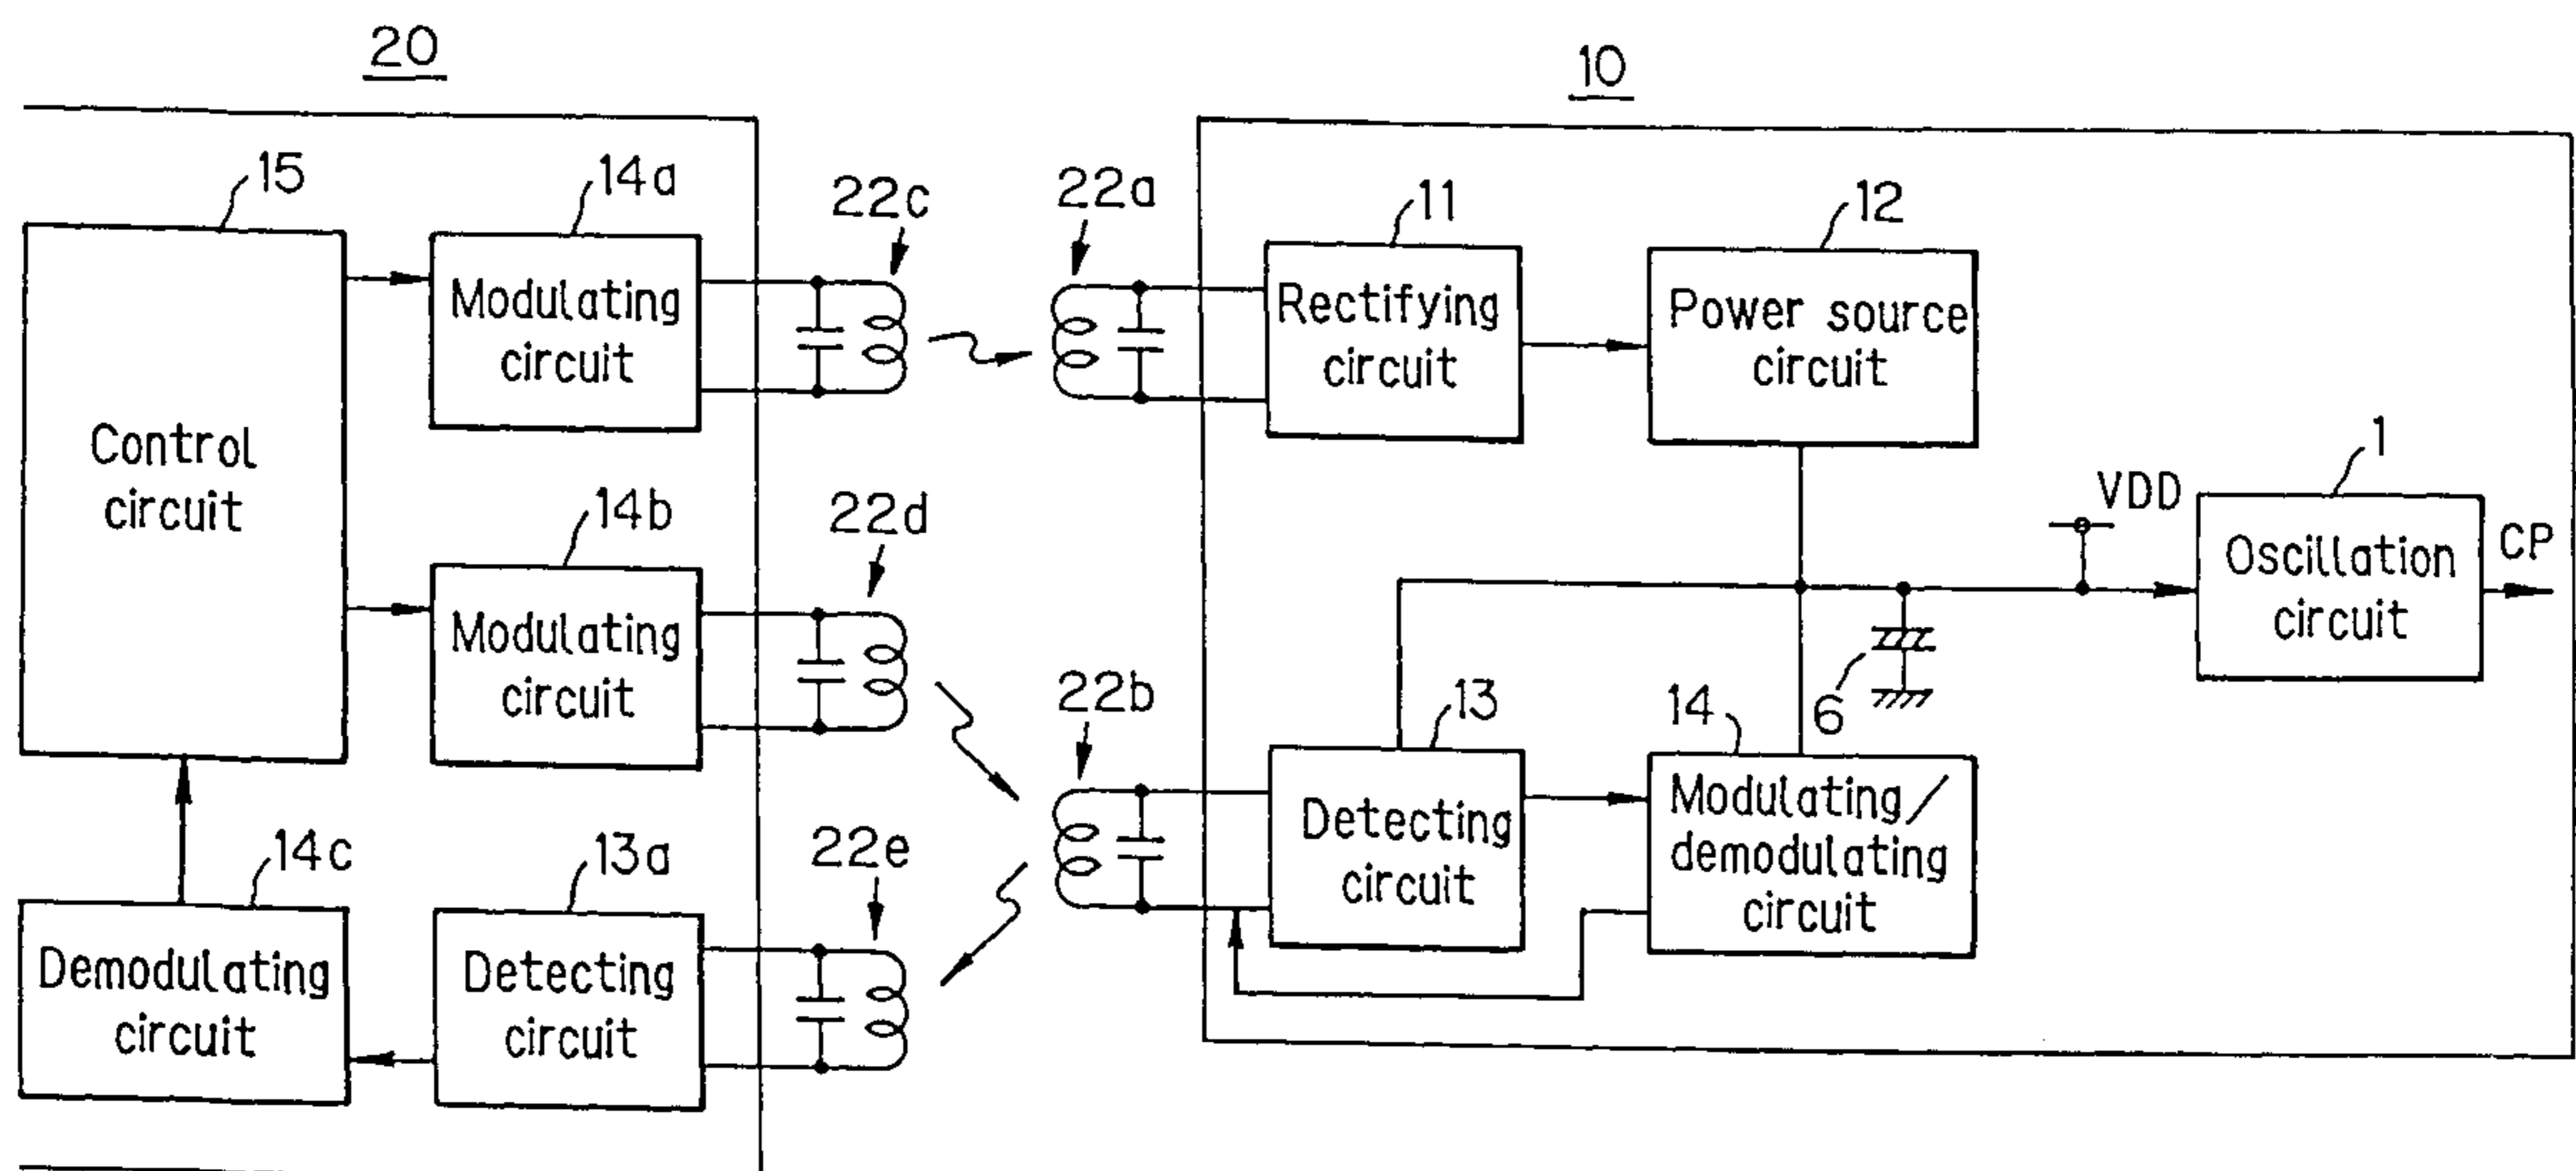 20
10
15
14a
22c
22a
11
12
Modulating
circuit
Rectifying
circuit
Power source
circuit
Control
circuit
14b
22d
1
VDD
CP
Oscillation
circuit
Modulating
circuit
22b
13
14
6
14c
13a
22e
Detecting
circuit
Modulating/
demodulating
circuit
Demodulating
circuit
Detecting
circuit